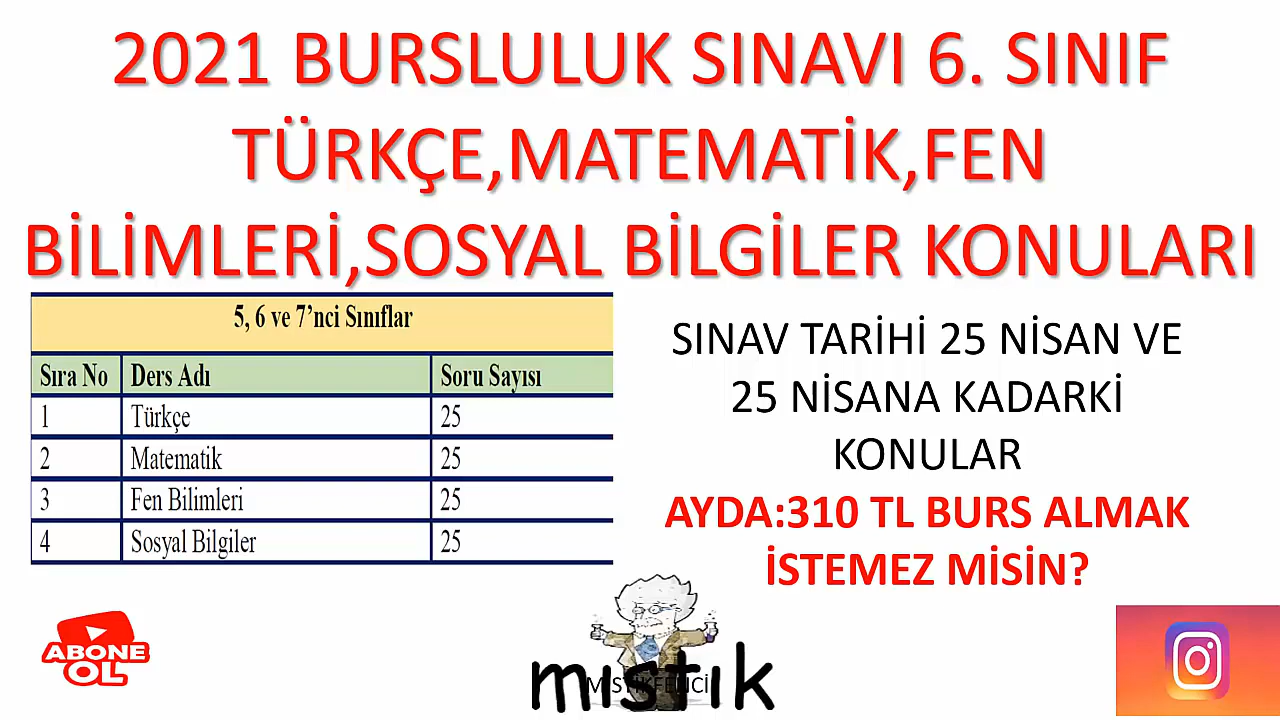 2021 BURSLULUK SINAVI 6. SINIF
TÜRKÇE,MATEMATİK,FEN
BİLİMLERİ,SOSYAL BİLGİLER KONULARI
5, 6 ve 7’nci Sınıflar
Sıra No Ders Adı Soru Sayısı
1 Türkçe 25
2 Matematik 25
3 Fen Bilimleri 25
4 Sosyal Bilgiler 25
SINAV TARİHİ 25 NİSAN VE
25 NİSANA KADARKİ
KONULAR
AYDA:310 TL BURS ALMAK
İSTEMEZ MİSİN?
ABONE
OL
mıstık